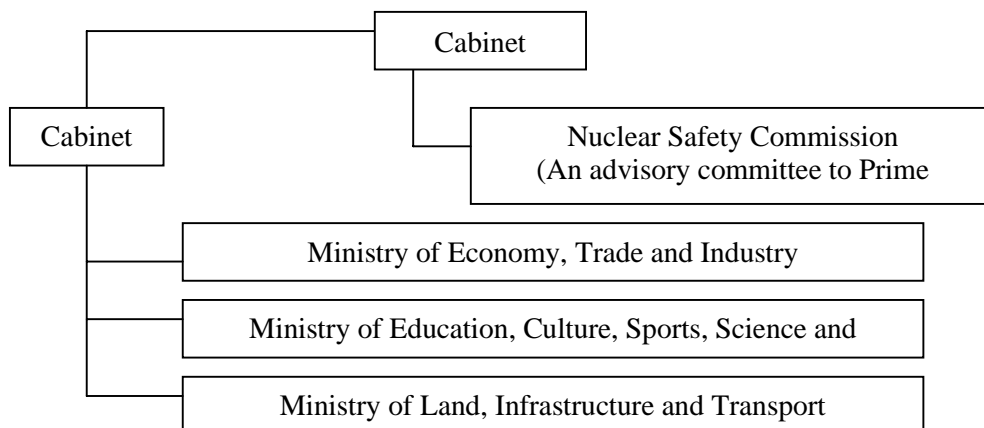 Cabinet
Cabinet
Nuclear Safety Commission
(An advisory committee to Prime
Ministry of Economy, Trade and Industry
Ministry of Education, Culture, Sports, Science and
Ministry of Land, Infrastructure and Transport